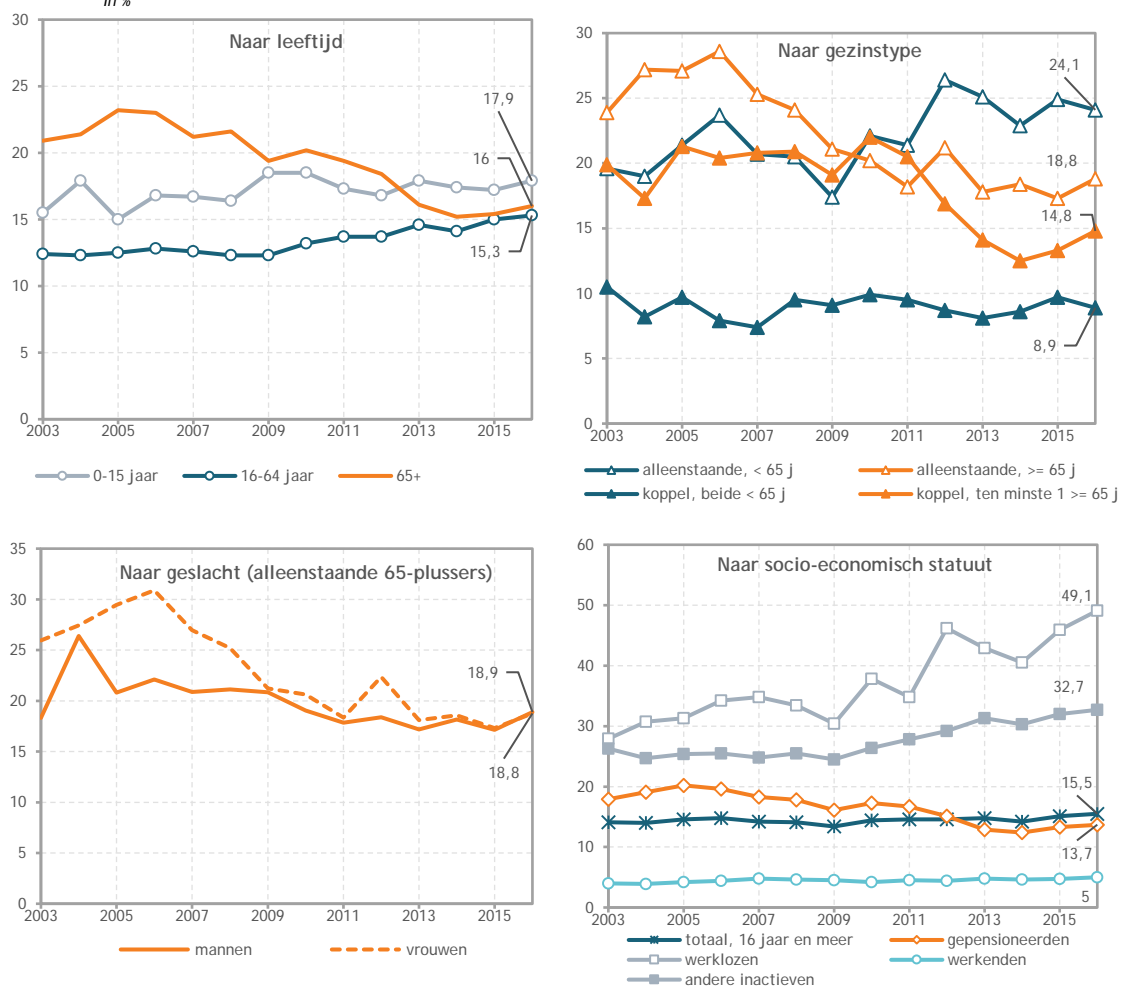 in %
Naar leeftijd
30
25
20
15
10
5
0
17,9
16
15,3
2003 2005 2007 2009 2011 2013 2015
0-15 jaar 16-64 jaar 65+
Naar gezinstype
30
25
20
15
10
5
0
24,1
18,8
14,8
8,9
2003 2005 2007 2009 2011 2013 2015
alleenstaande, < 65 j alleenstaande, >= 65 j
koppel, beide < 65 j koppel, ten minste 1 >= 65 j
Naar geslacht (alleenstaande 65-plussers)
35
30
25
20
15
10
5
0
18,9
18,8
2003 2005 2007 2009 2011 2013 2015
mannen vrouwen
Naar socio-economisch statuut
60
50
40
30
20
10
0
49,1
32,7
15,5
13,7
5
2003 2005 2007 2009 2011 2013 2015
totaal, 16 jaar en meer gepensioneerden
werklozen werkenden
andere inactieven